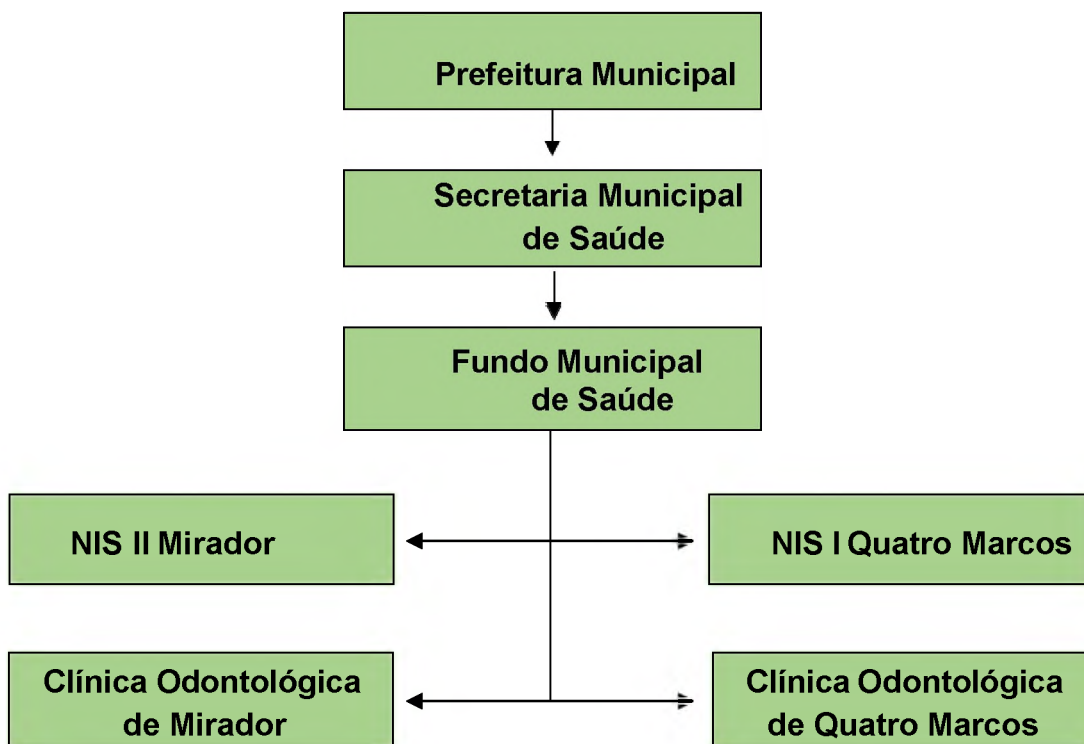 Prefeitura Municipal
Secretaria Municipal
de Saúde
Fundo Municipal
de Saúde
NIS II Mirador
NIS I Quatro Marcos
Clínica Odontológica
de Mirador
Clínica Odontológica
de Quatro Marcos